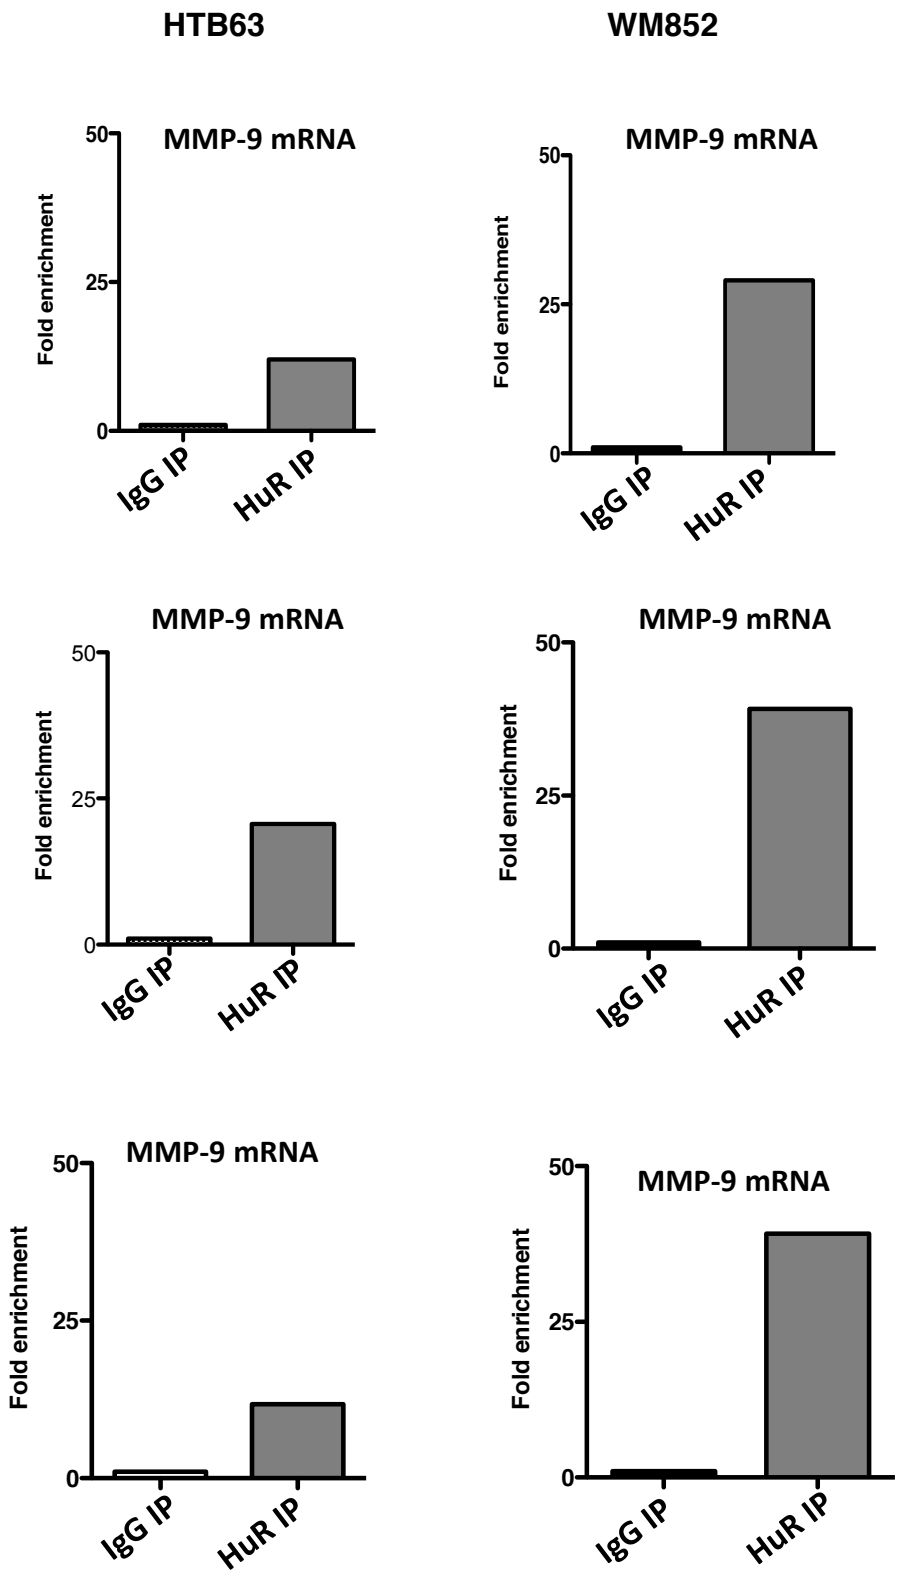 HTB63
WM852
MMP-9 mRNA
50
25
0
Fold enrichment
IgG IP
HuR IP
MMP-9 mRNA
50
25
0
Fold enrichment
IgG IP
HuR IP
MMP-9 mRNA
50
25
0
Fold enrichment
IgG IP
HuR IP
MMP-9 mRNA
50
25
0
Fold enrichment
IgG IP
HuR IP
MMP-9 mRNA
50
25
0
Fold enrichment
IgG IP
HuR IP
MMP-9 mRNA
50
25
0
Fold enrichment
IgG IP
HuR IP